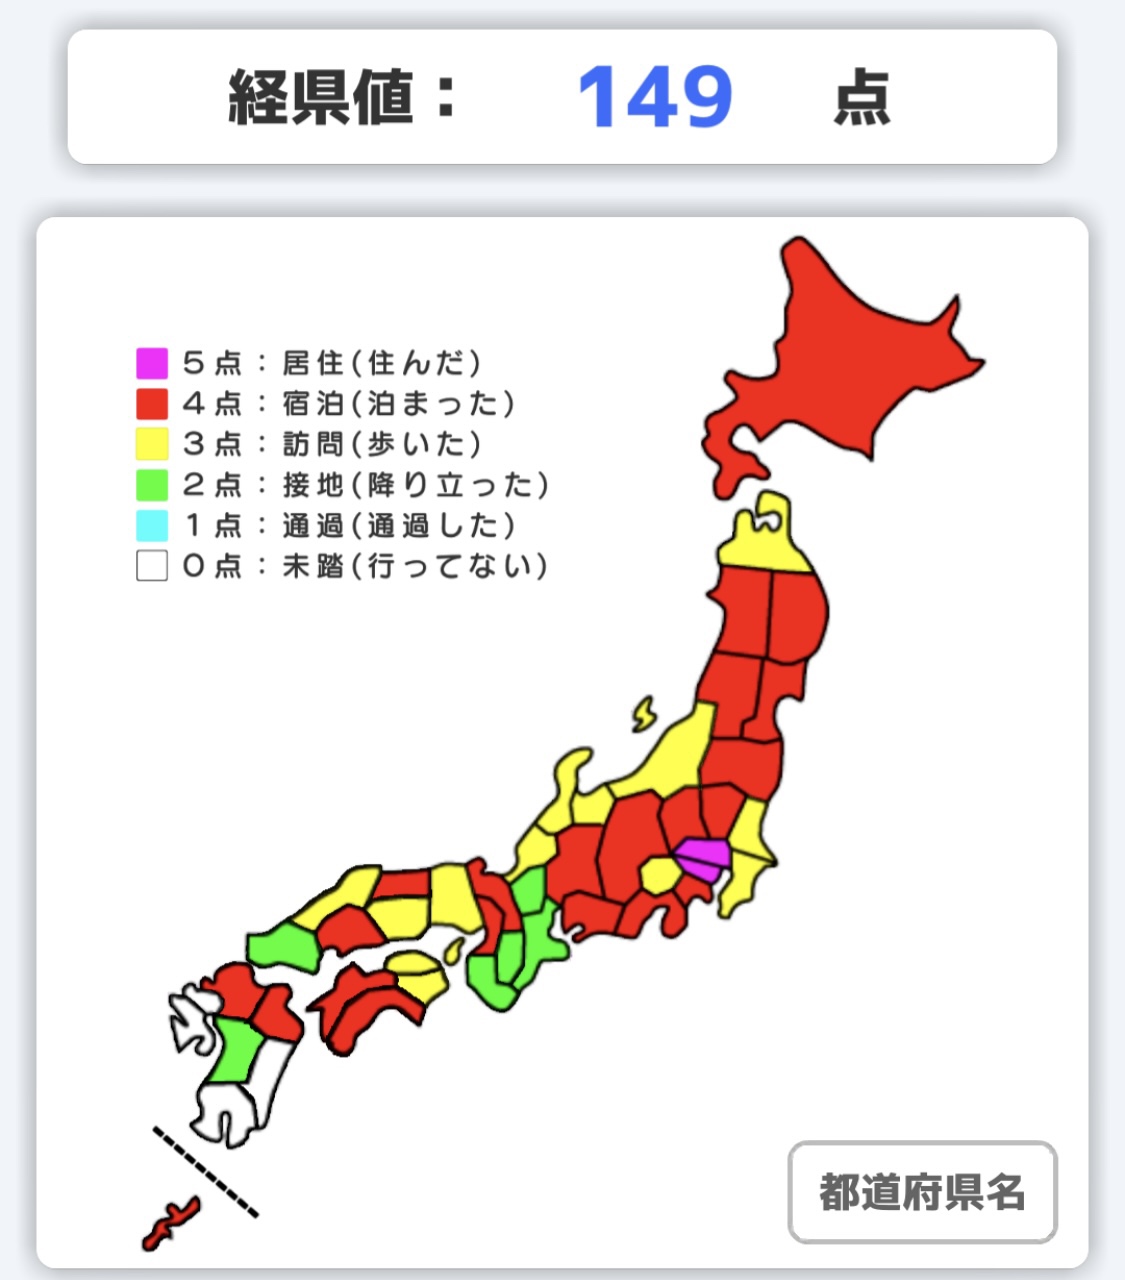 経県値： 149 点
5点：居住(住んだ)
4点：宿泊(泊まった)
3点：訪問(歩いた)
2点：接地(降り立った)
1点：通過(通過した)
0点：未踏(行ってない)
都道府県名